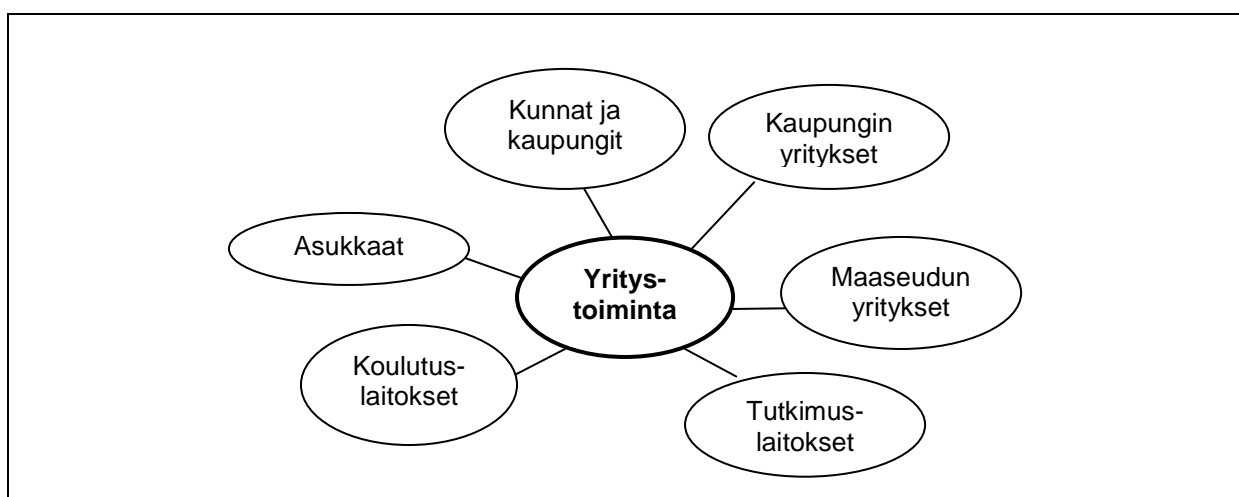 Kunnat ja
kaupungit
Kaupungin
yritykset
Asukkaat
Yritys-
toiminta
Maaseudun
yritykset
Koulutus-
laitokset
Tutkimus-
laitokset